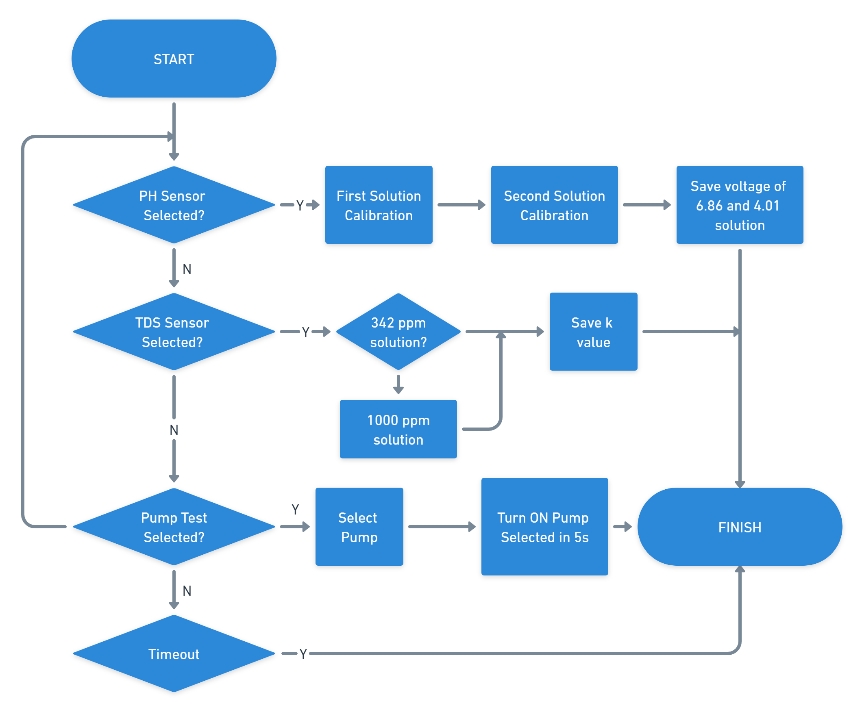 START
PH Sensor
Selected?
Y
First Solution
Calibration
Second Solution
Calibration
Save voltage of
6.86 and 4.01
solution
N
TDS Sensor
Selected?
Y
342 ppm
solution?
Save k
value
1000 ppm
solution
N
Pump Test
Selected?
Y
Select
Pump
Turn ON Pump
Selected in 5s
FINISH
N
Timeout
Y